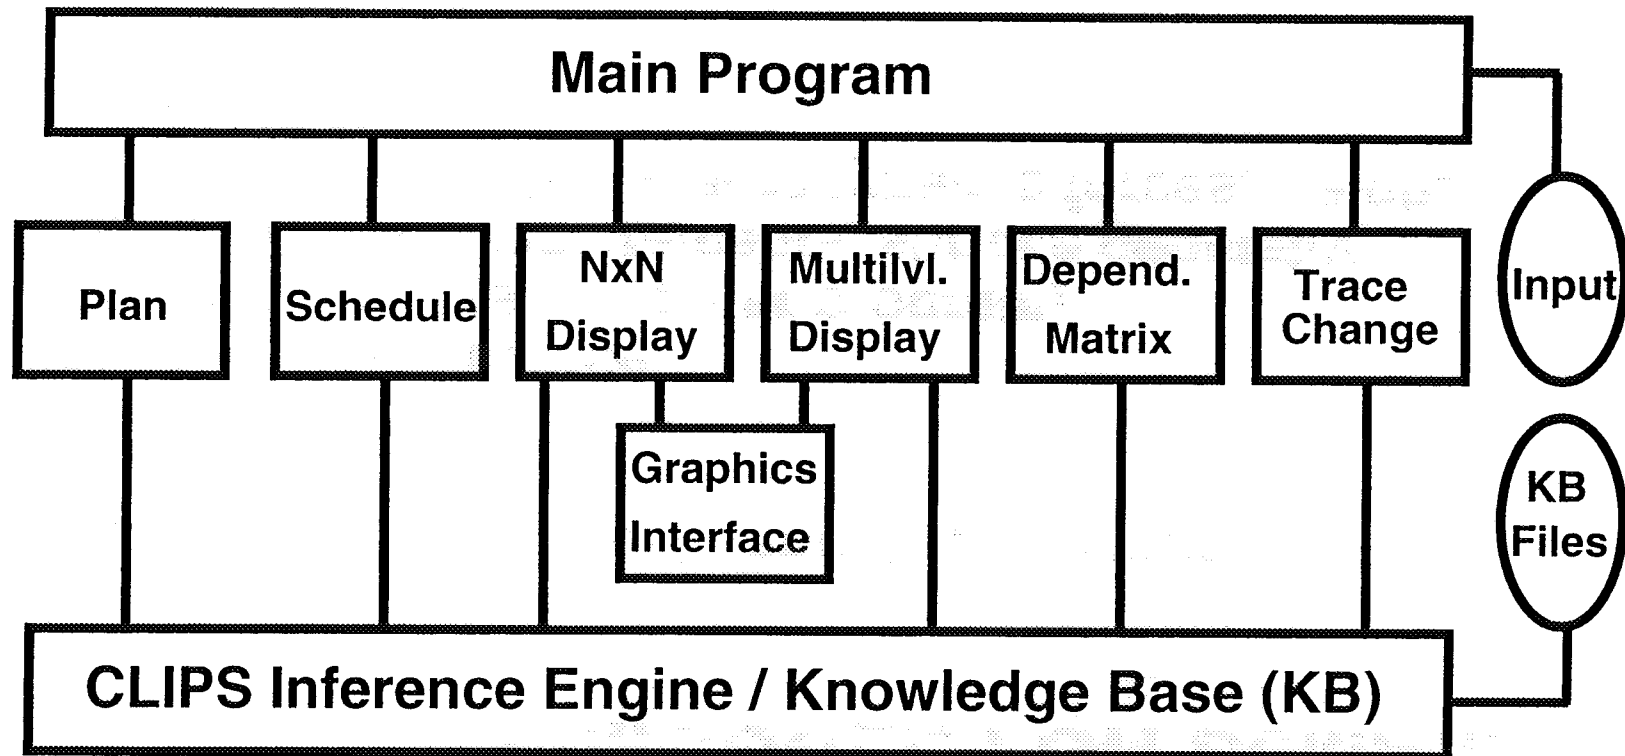 Main Program
Plan
Schedule
NxN
Display
Multilvl.
Display
Depend.
Matrix
Trace
Change
Input
Graphics
Interface
KB
Files
CLIPS Inference Engine / Knowledge Base (KB)